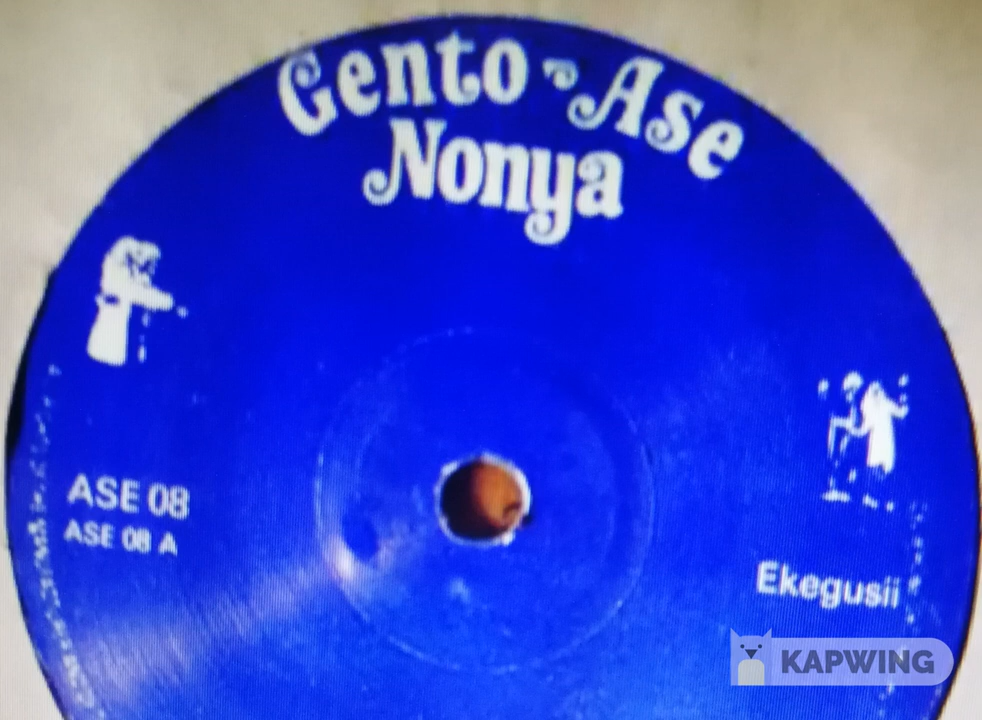 Gento-Ase
Nonya
ASE 08
ASE 08 A
Ekegusii
KAPWING